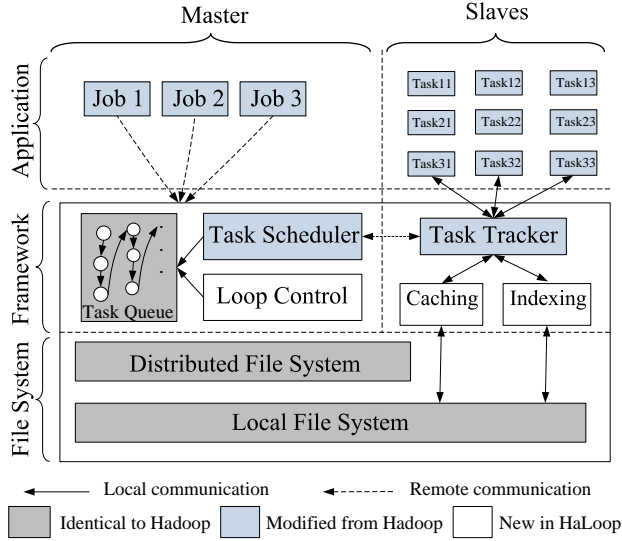 Master
Slaves
Application
Job 1 Job 2 Job 3
Task11 Task12 Task13
Task21 Task22 Task23
Task31 Task32 Task33
Framework
Task Queue
Task Scheduler
Loop Control
Task Tracker
Caching Indexing
File System
Distributed File System
Local File System
Local communication Remote communication
Identical to Hadoop Modified from Hadoop New in HaLoop